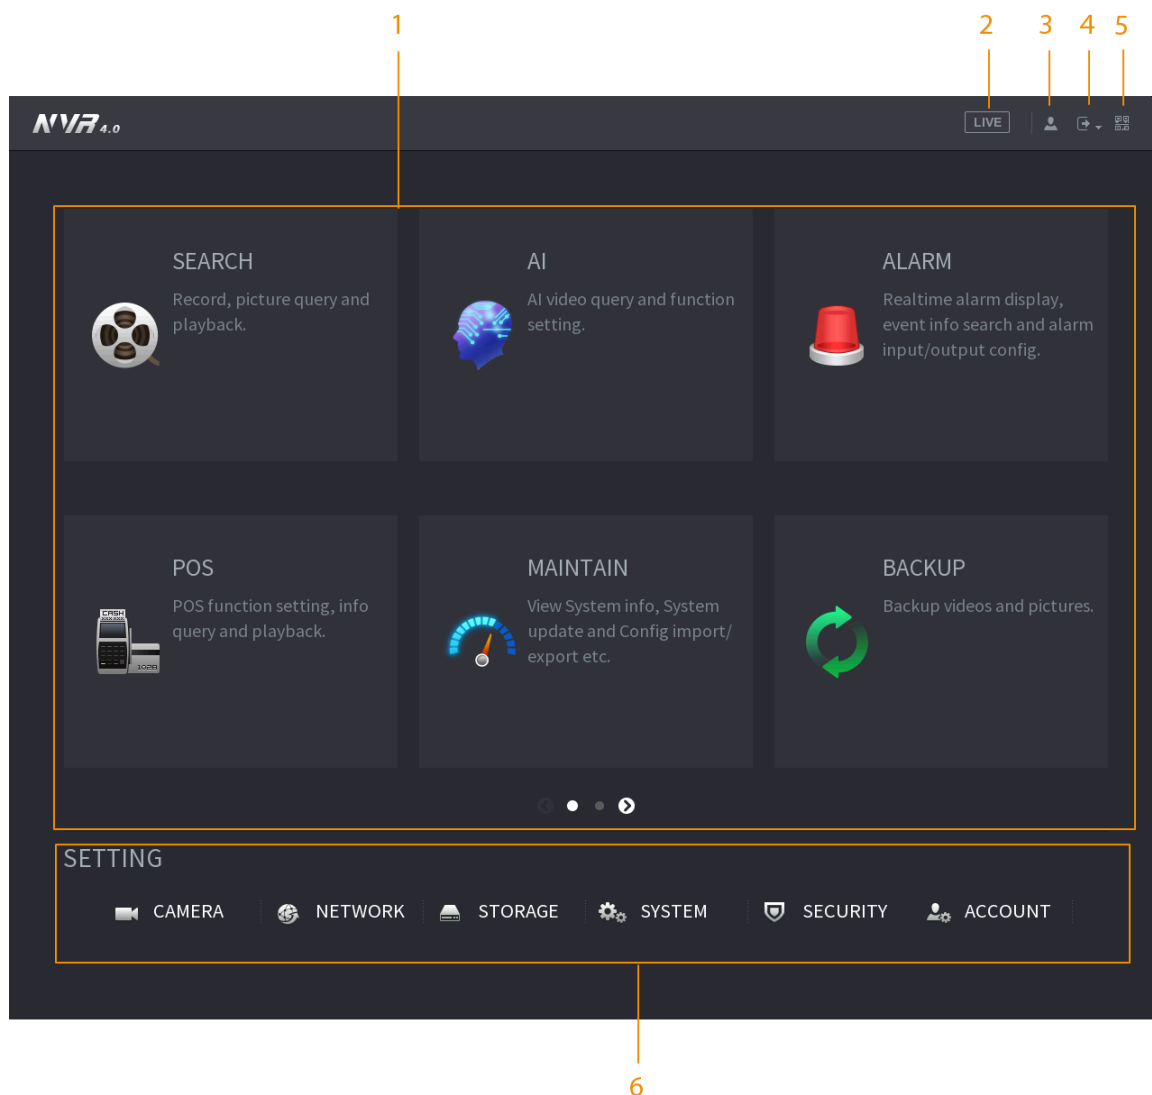 1
2 3 4 5
NVR 4.0
LIVE
SEARCH
Record, picture query and
playback.
AI
AI video query and function
setting.
ALARM
Realtime alarm display,
event info search and alarm
input/output config.
POS
POS function setting, info
query and playback.
CASH
MAINTAIN
View System info, System
update and Config import/
export etc.
BACKUP
Backup videos and pictures.
SETTING
CAMERA NETWORK STORAGE SYSTEM SECURITY ACCOUNT
6